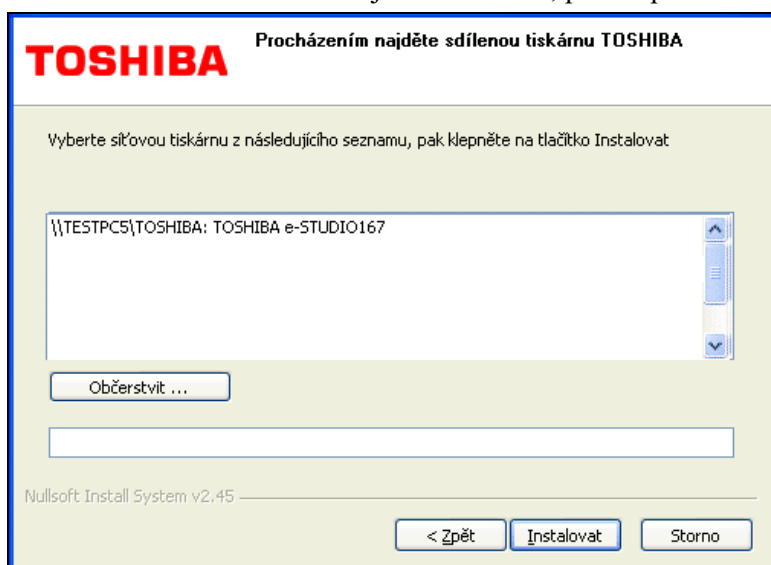 TOSHIBA
Procházením najděte sdílenou tiskárnu TOSHIBA
Vyberte síťovou tiskárnu z následujícího seznamu, pak klepněte na tlačítko Instalovat
\\TESTPC5\TOSHIBA: TOSHIBA e-STUDIO167
Občerstvit ...
Nullsoft Install System v2.45
< Zpět
Instalovat
Storno